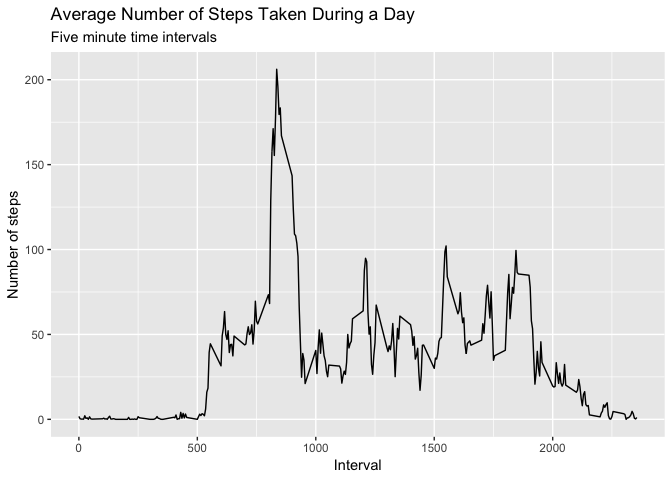 Average Number of Steps Taken During a Day
Five minute time intervals
Number of steps
200
150
100
50
0
0 500 1000 1500 2000
Interval